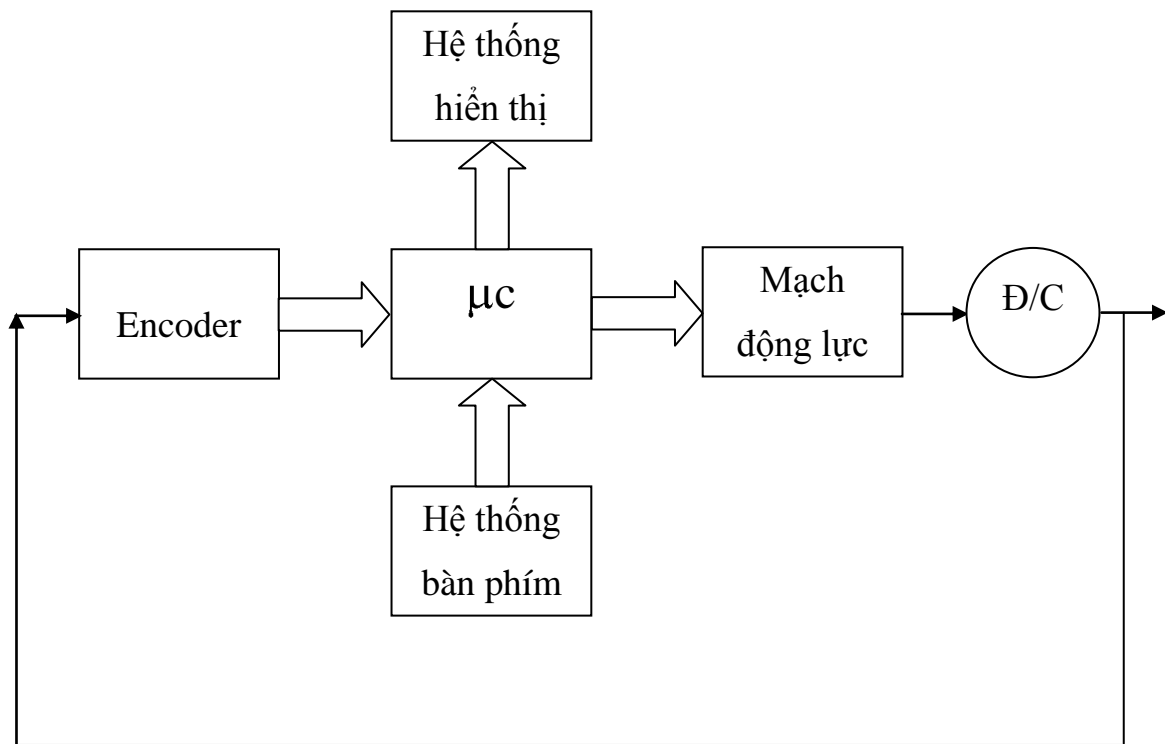 Hệ thống
hiển thị
Encoder
μc
Mạch
động lực
Đ/C
Hệ thống
bàn phím